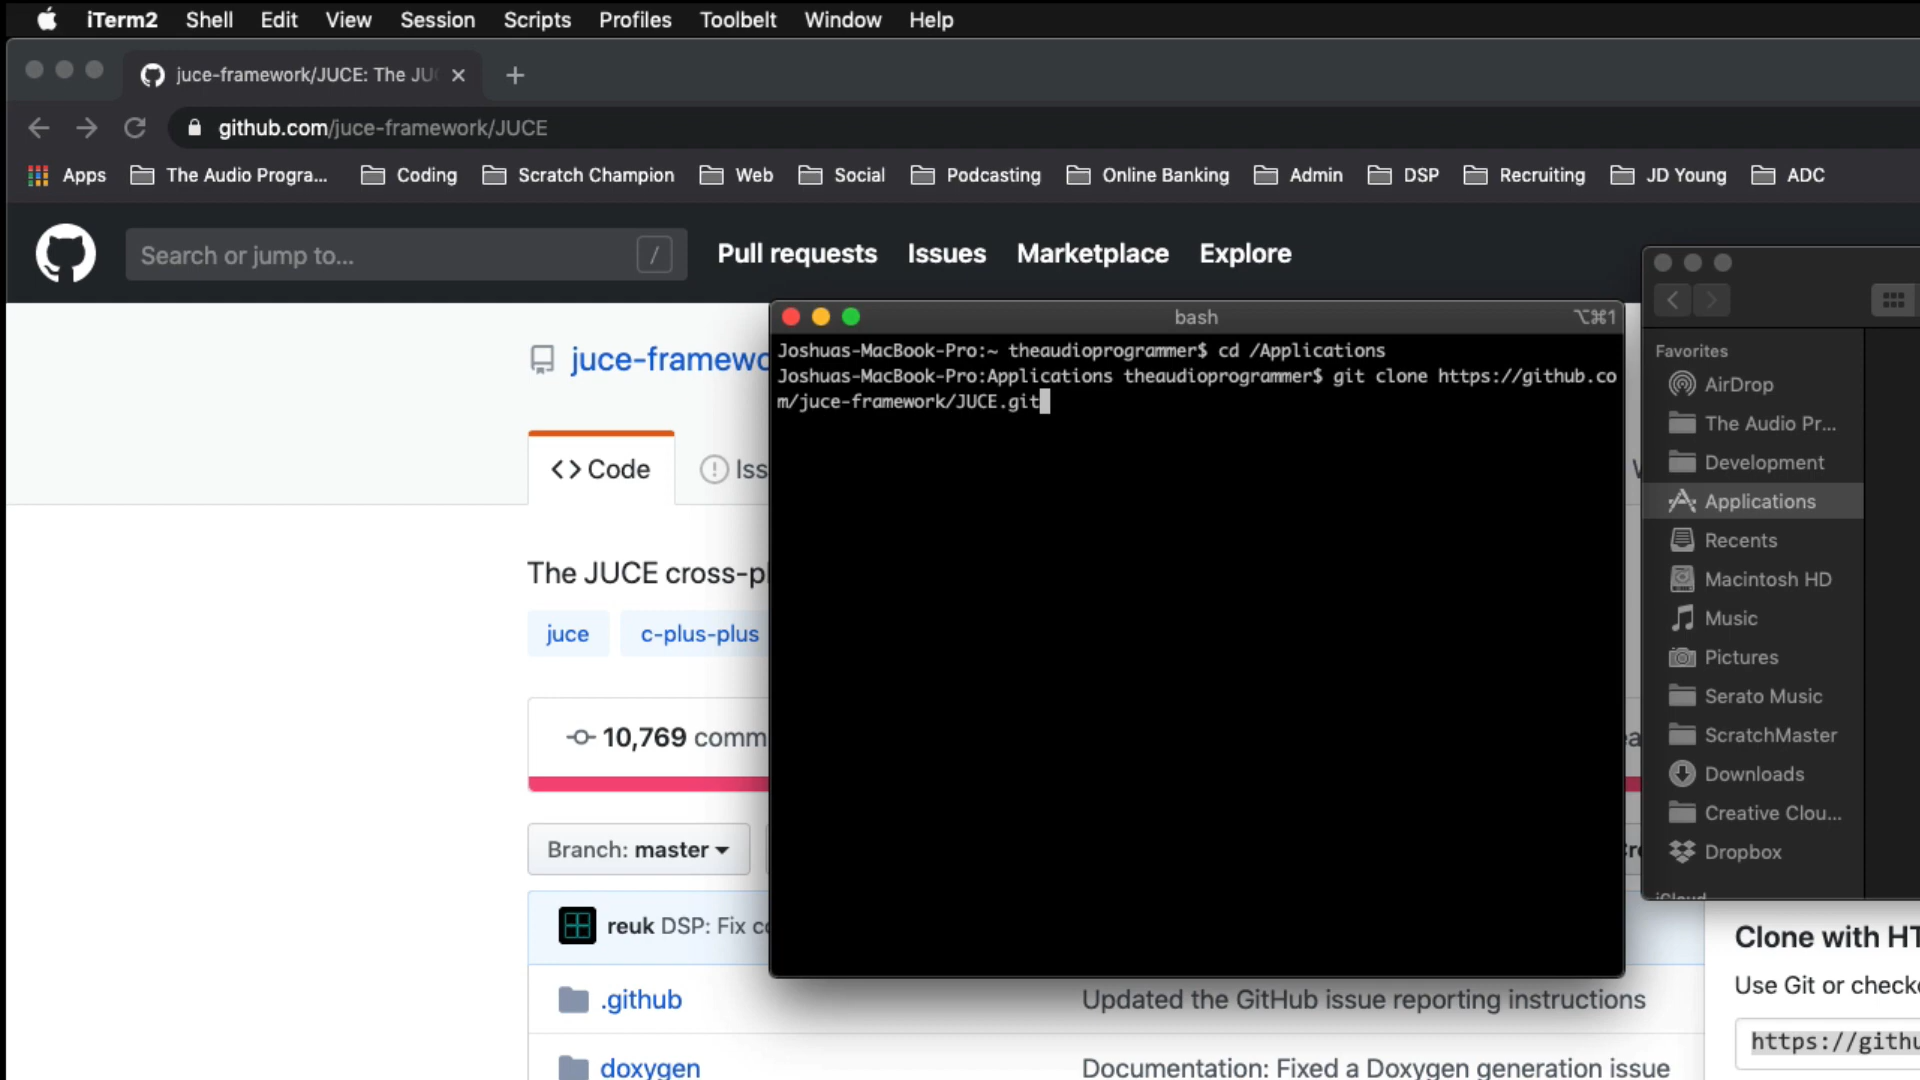 iTerm2 Shell Edit View Session Scripts Profiles Toolbelt Window Help
juce-framework/JUCE: The JU
github.com/juce-framework/JUCE
Apps The Audio Progra... Coding Scratch Champion Web Social Podcasting Online Banking Admin DSP Recruiting JD Young ADC
Search or jump to... / Pull requests Issues Marketplace Explore
bash ⌥⌘1
Joshuas-MacBook-Pro:~ theaudioprogrammer$ cd /Applications
Joshuas-MacBook-Pro:Applications theaudioprogrammer$ git clone https://github.co
m/juce-framework/JUCE.git
juce-framewo
Code Iss
The JUCE cross-p
juce c-plus-plus
10,769 comm
Branch: master
reuk DSP: Fix co
.github Updated the GitHub issue reporting instructions
doxygen Documentation: Fixed a Doxygen generation issue
Favorites
AirDrop
The Audio Pr...
Development
Applications
Recents
Macintosh HD
Music
Pictures
Serato Music
ScratchMaster
Downloads
Creative Clou...
Dropbox
iCloud
Clone with HT
Use Git or checko
https://githu